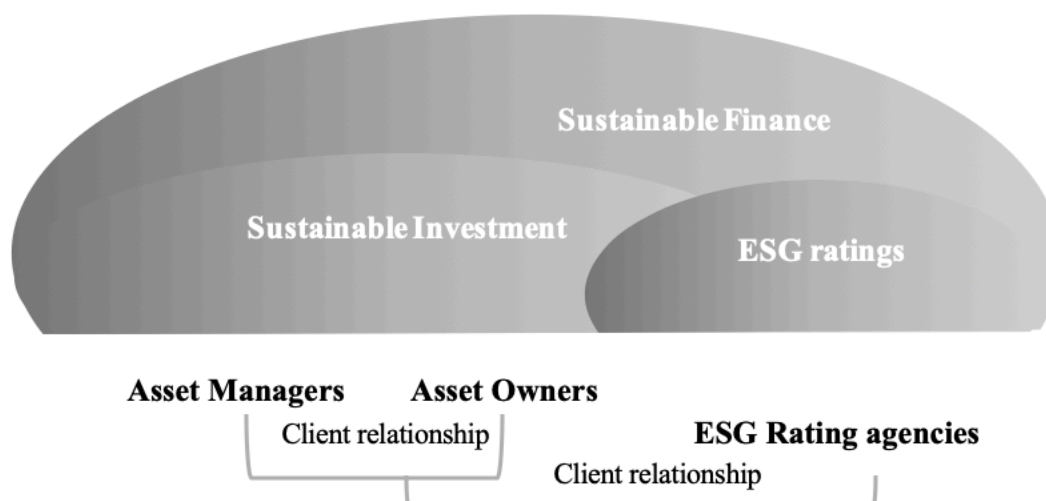 Sustainable Finance
Sustainable Investment
ESG ratings
Asset Managers Asset Owners
Client relationship
ESG Rating agencies
Client relationship